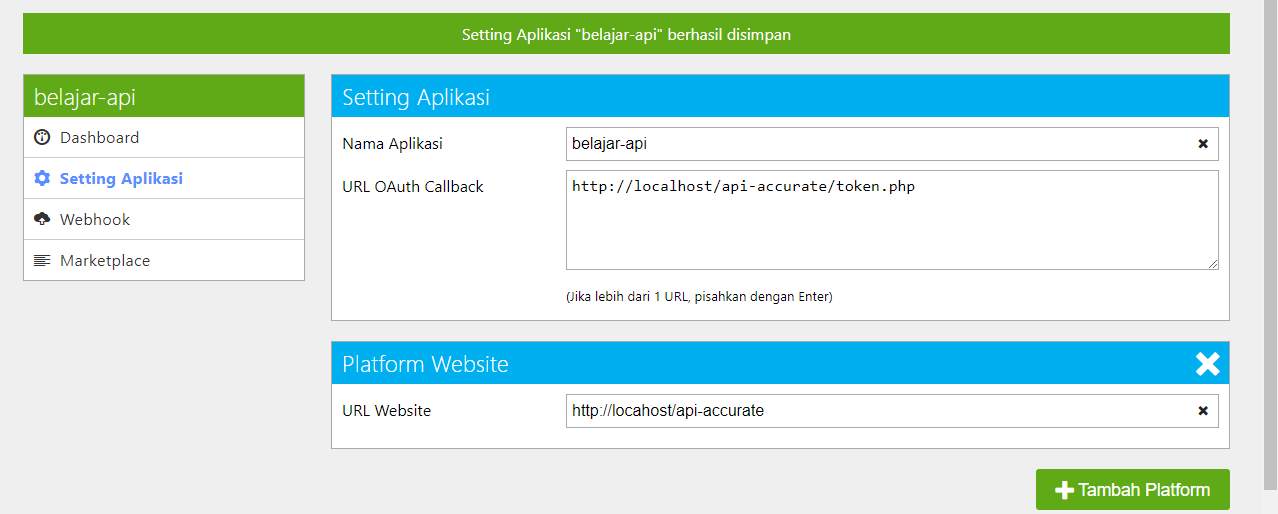 Setting Aplikasi "belajar-api" berhasil disimpan
belajar-api
Dashboard
Setting Aplikasi
Webhook
Marketplace
Setting Aplikasi
Nama Aplikasi
belajar-api
URL OAuth Callback
http://localhost/api-accurate/token.php
(Jika lebih dari 1 URL, pisahkan dengan Enter)
Platform Website
URL Website
http://locahost/api-accurate
Tambah Platform